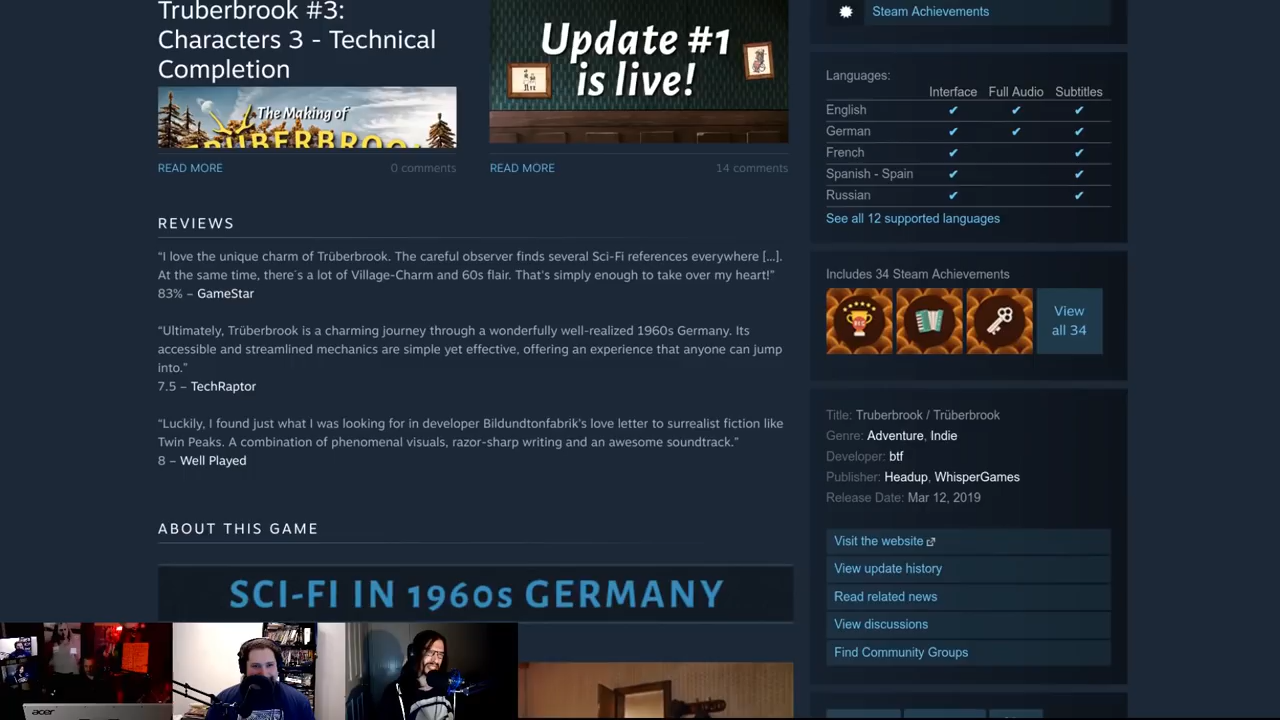 Truberbrook #3:
Characters 3 - Technical
Completion
The Making of
TRÜBERBROOK
READ MORE
0 comments
Update #1
is live!
READ MORE
14 comments
REVIEWS
“I love the unique charm of Trüberbrook. The careful observer finds several Sci-Fi references everywhere [...].
At the same time, there´s a lot of Village-Charm and 60s flair. That's simply enough to take over my heart!”
83% – GameStar
“Ultimately, Trüberbrook is a charming journey through a wonderfully well-realized 1960s Germany. Its
accessible and streamlined mechanics are simple yet effective, offering an experience that anyone can jump
into.”
7.5 – TechRaptor
“Luckily, I found just what I was looking for in developer Bildundtonfabrik's love letter to surrealist fiction like
Twin Peaks. A combination of phenomenal visuals, razor-sharp writing and an awesome soundtrack.”
8 – Well Played
ABOUT THIS GAME
SCI-FI IN 1960s GERMANY
acer
Steam Achievements
Languages:
Interface Full Audio Subtitles
English ✔ ✔ ✔
German ✔ ✔ ✔
French ✔ ✔
Spanish - Spain ✔ ✔
Russian ✔ ✔
See all 12 supported languages
Includes 34 Steam Achievements
View
all 34
Title: Truberbrook / Trüberbrook
Genre: Adventure, Indie
Developer: btf
Publisher: Headup, WhisperGames
Release Date: Mar 12, 2019
Visit the website
View update history
Read related news
View discussions
Find Community Groups